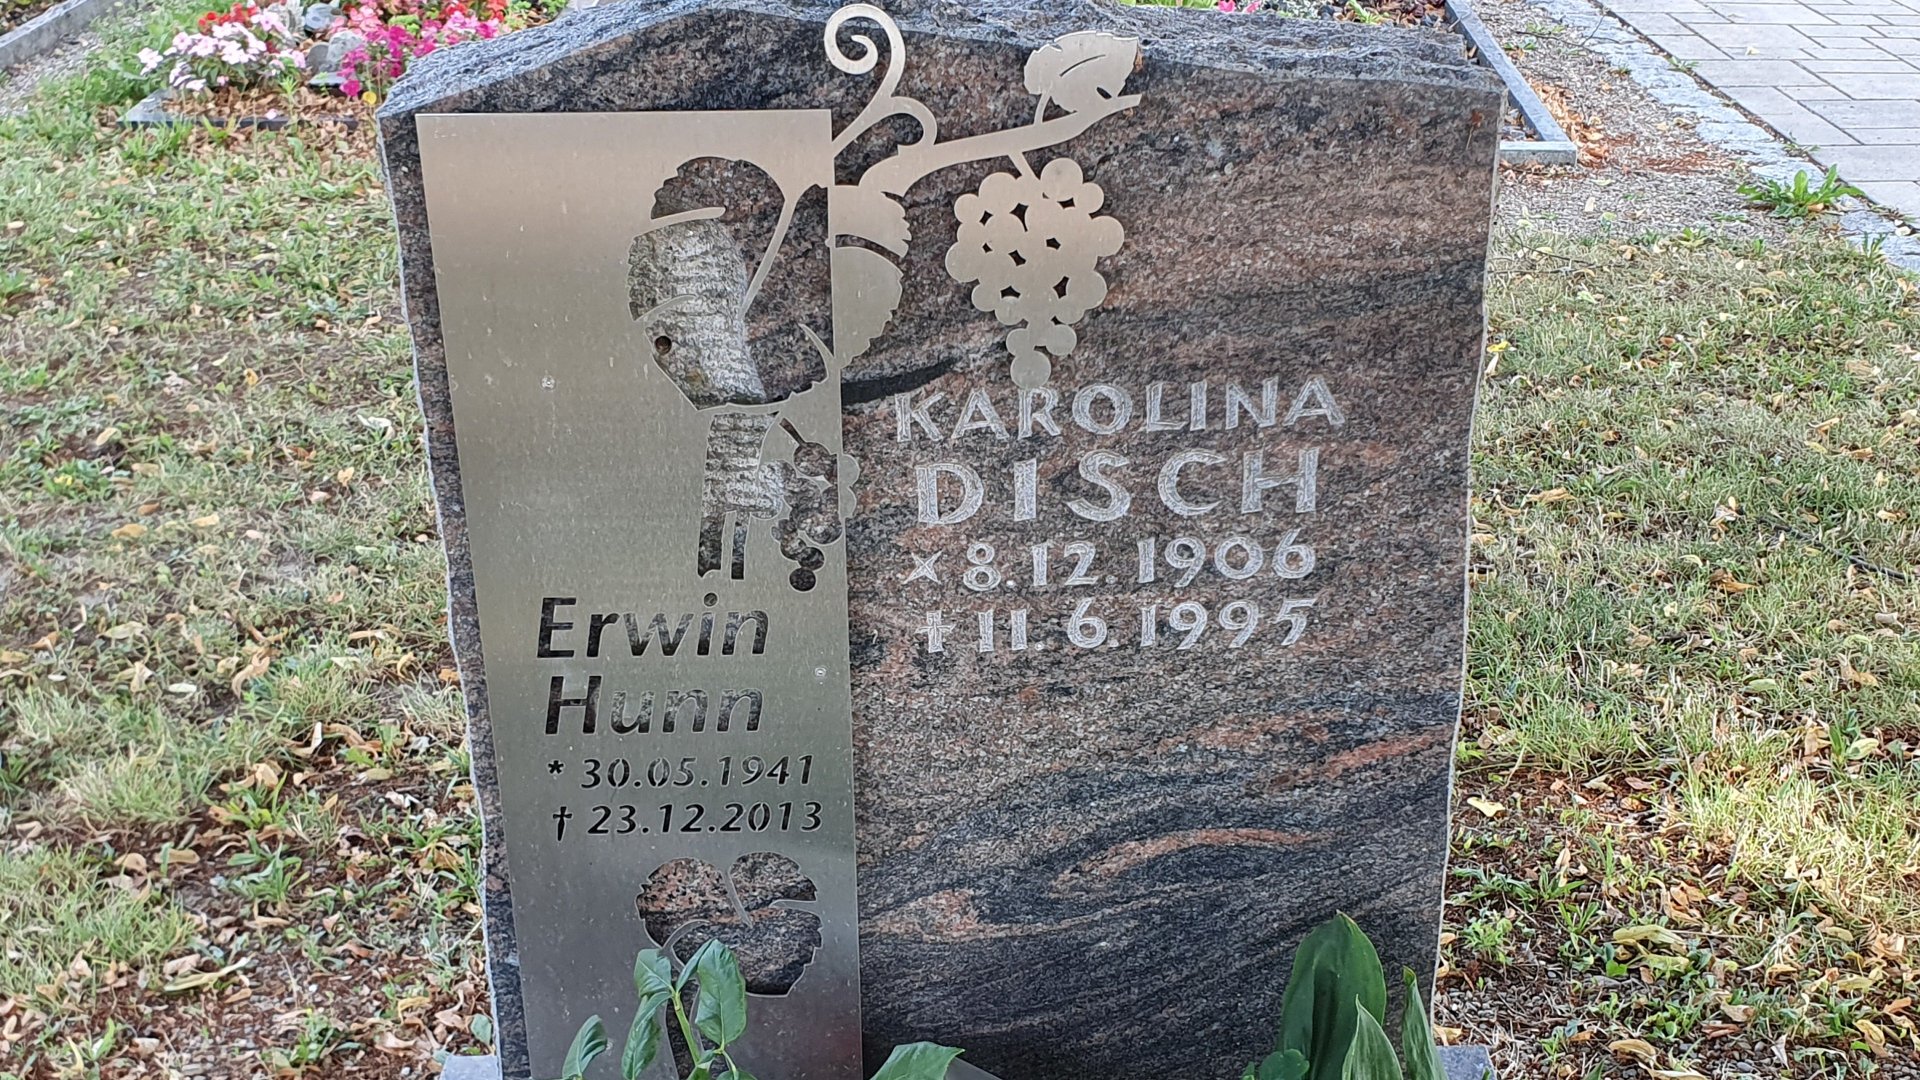 Erwin
Hunn
* 30.05.1941
† 23.12.2013
KAROLINA
DISCH
× 8.12.1906
† 11.6.1995